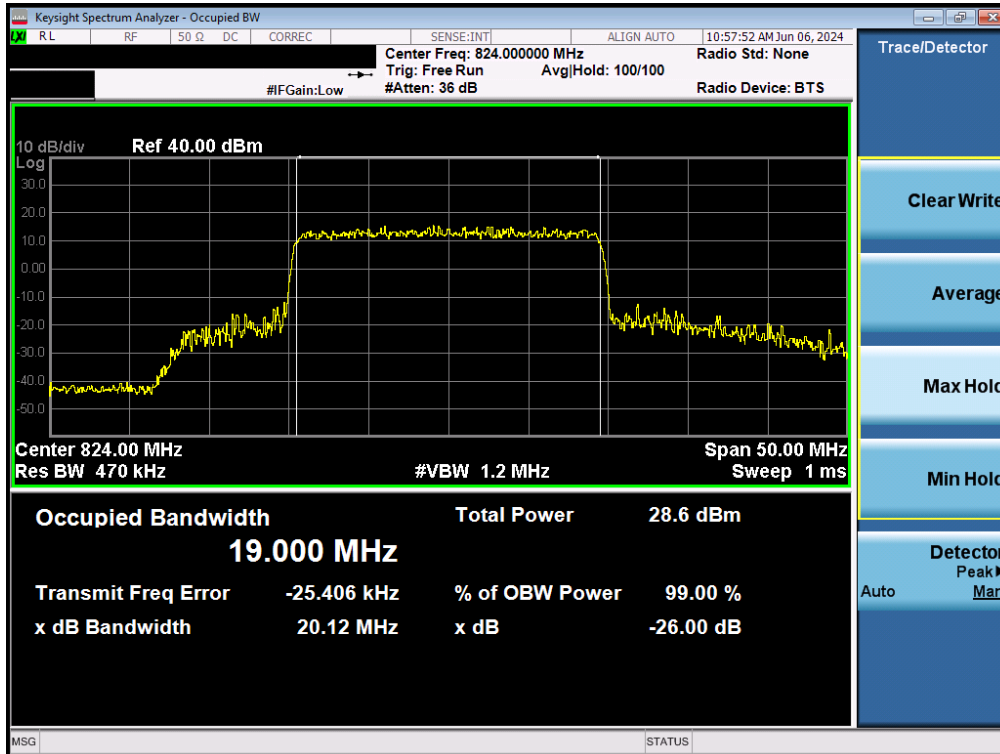 Keysight Spectrum Analyzer - Occupied BW
LXI RL RF 50 Ω DC CORREC SENSE:INT ALIGN AUTO 10:57:52 AM Jun 06, 2024
Center Freq: 824.000000 MHz Radio Std: None
Trig: Free Run Avg|Hold: 100/100
#IFGain:Low #Atten: 36 dB Radio Device: BTS
10 dB/div Ref 40.00 dBm
Log
30.0
20.0
10.0
0.00
-10.0
-20.0
-30.0
-40.0
-50.0
Center 824.00 MHz Span 50.00 MHz
Res BW 470 kHz #VBW 1.2 MHz Sweep 1 ms
Occupied Bandwidth Total Power 28.6 dBm
19.000 MHz
Transmit Freq Error -25.406 kHz % of OBW Power 99.00 %
x dB Bandwidth 20.12 MHz x dB -26.00 dB
MSG STATUS
Trace/Detector
Clear Write
Average
Max Hold
Min Hold
Detector
Peak
Auto Man